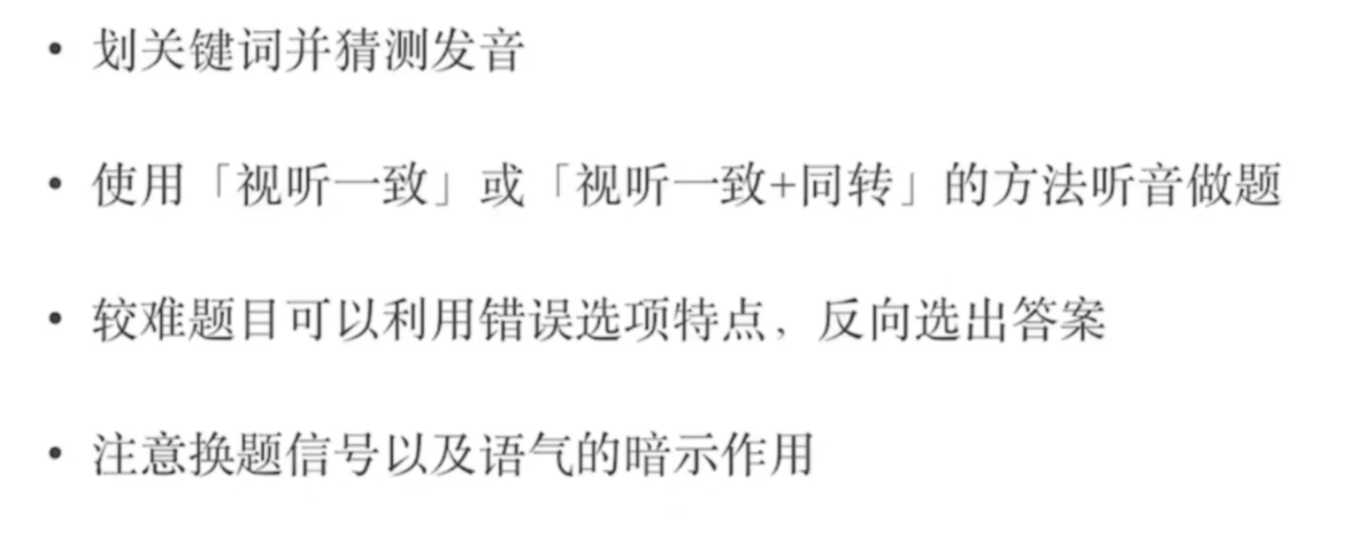 • 划关键词并猜测发音
• 使用「视听一致」或「视听一致+同转」的方法听音做题
• 较难题目可以利用错误选项特点，反向选出答案
• 注意换题信号以及语气的暗示作用